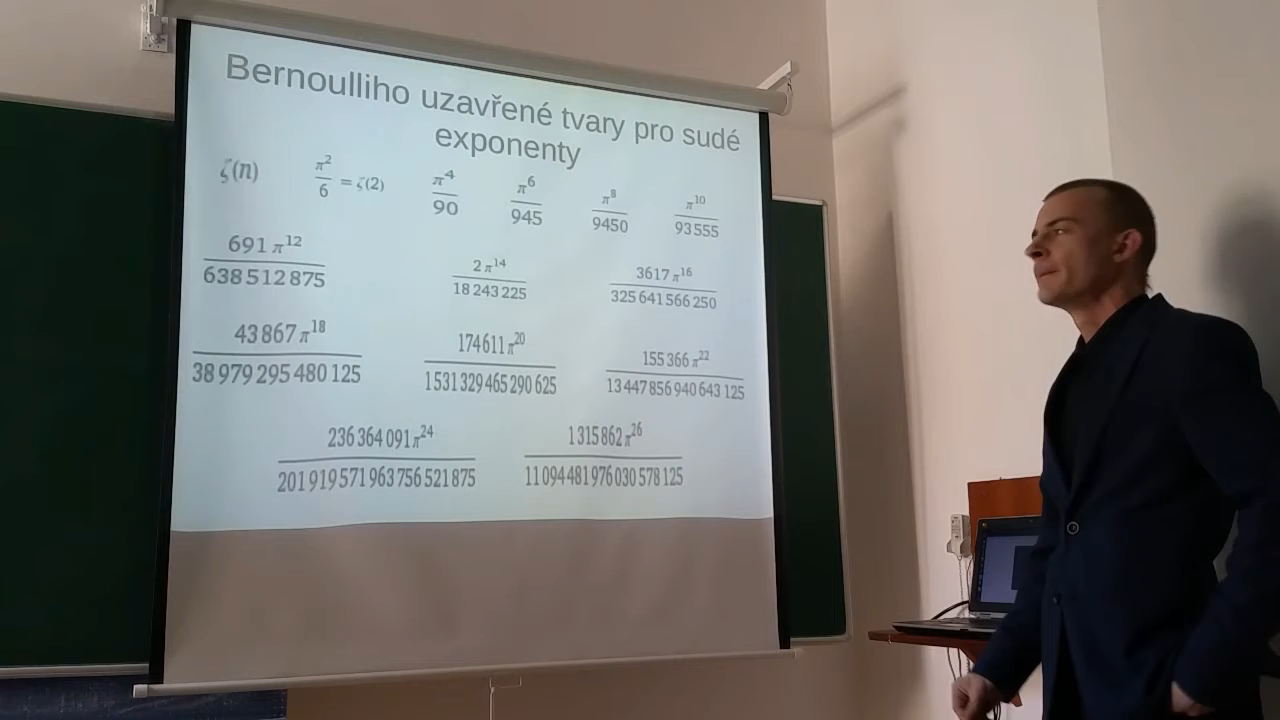 Bernoulliho uzavřené tvary pro sudé
exponenty
ζ(n) π²/6 = ζ(2) π⁴/90 π⁶/945 π⁸/9450 π¹⁰/93 555
691 π¹²/638 512 875 2 π¹⁴/18 243 225 3617 π¹⁶/325 641 566 250
43 867 π¹⁸/38 979 295 480 125 174 611 π²⁰/1 531 329 465 290 625 155 366 π²²/13 447 856 940 643 125
236 364 091 π²⁴/201 919 571 963 756 521 875 1 315 862 π²⁶/11 094 481 976 030 578 125